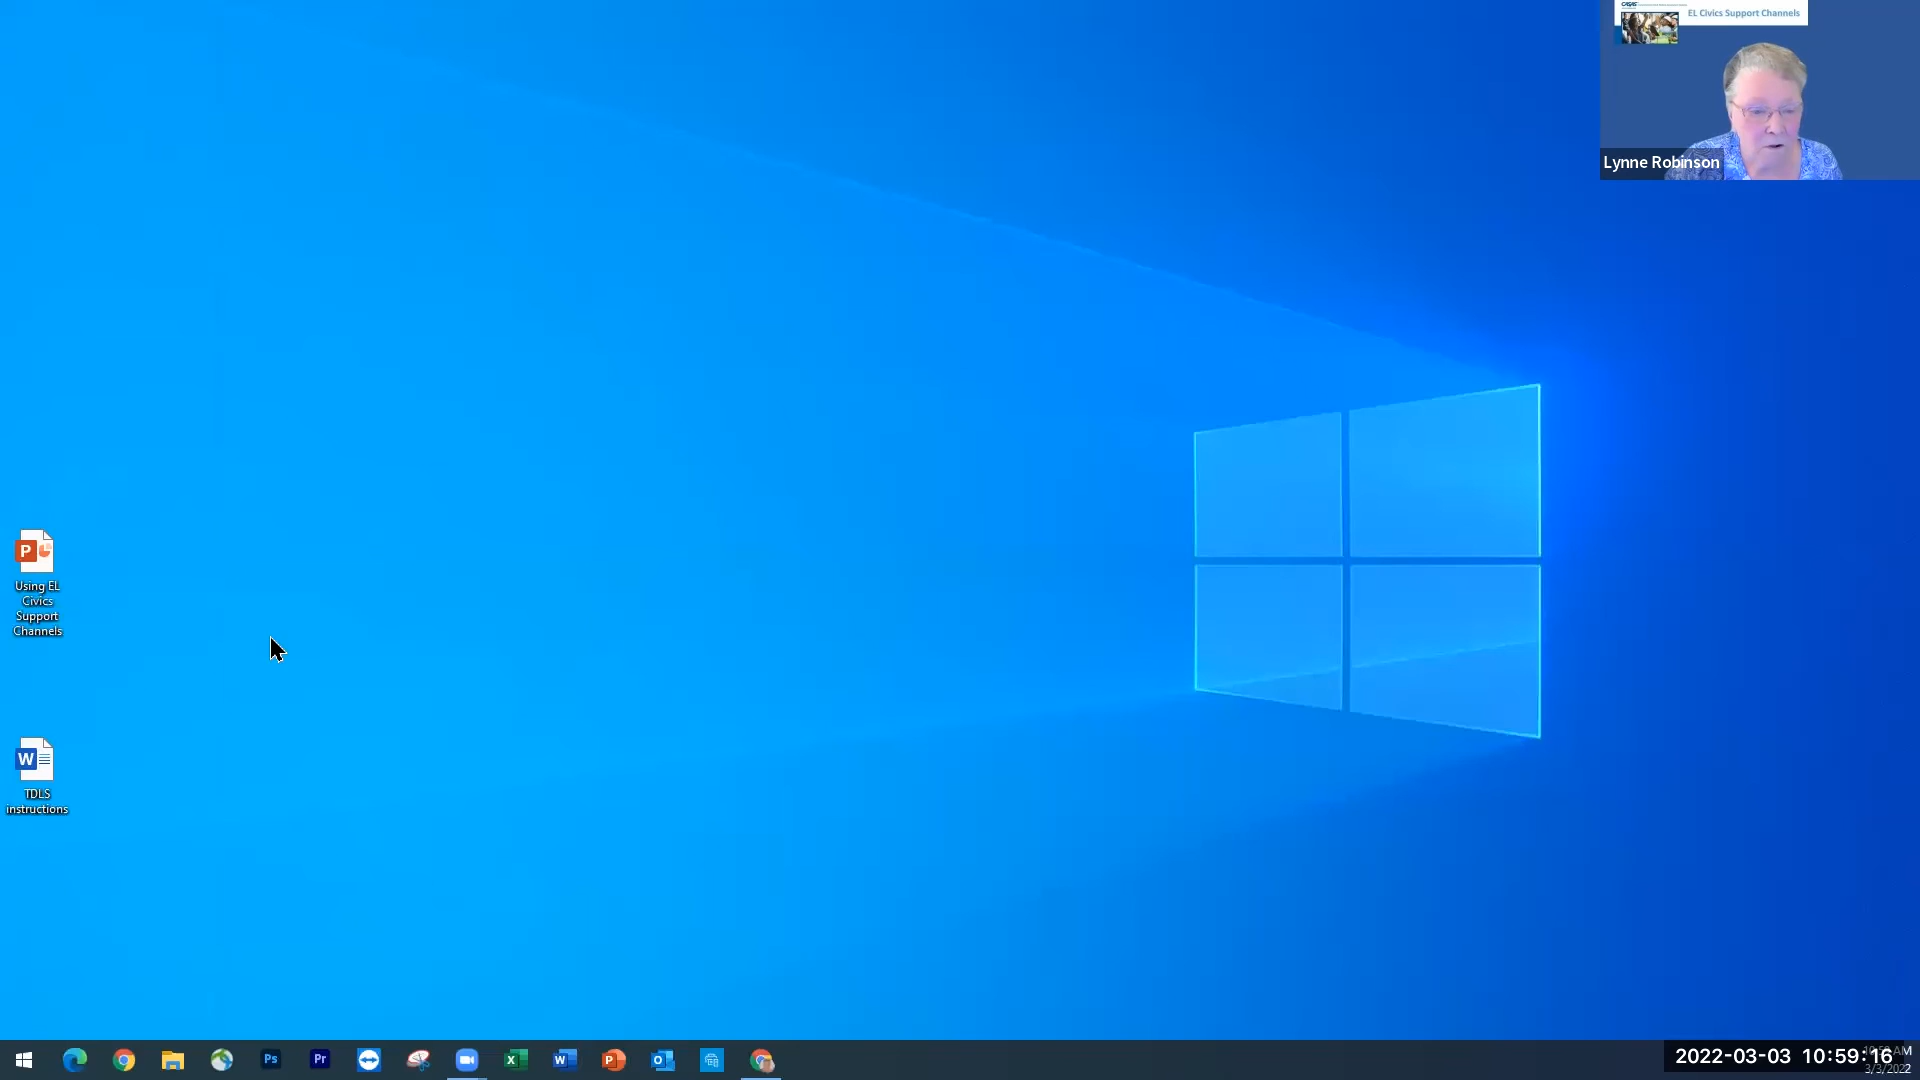 CASAS
EL Civics Support Channels
Lynne Robinson
Using EL
Civics
Support
Channels
TDLS
instructions
2022-03-03 10:59:16